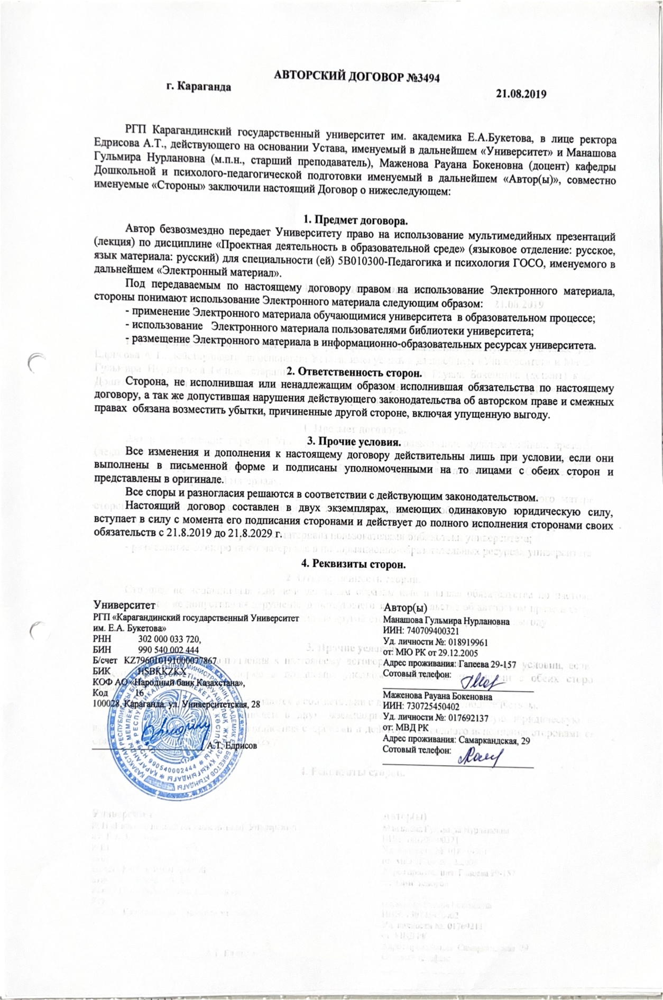 АВТОРСКИЙ ДОГОВОР №3494
г. Караганда
21.08.2019
РГП Карагандинский государственный университет им. академика Е.А.Букетова, в лице ректора
Едрисова А.Т., действующего на основании Устава, именуемый в дальнейшем «Университет» и Манашова
Гульмира Нурлановна (м.п.н., старший преподаватель), Маженова Рауана Бокеновна (доцент) кафедры
Дошкольной и психолого-педагогической подготовки именуемый в дальнейшем «Автор(ы)», совместно
именуемые «Стороны» заключили настоящий Договор о нижеследующем:
1. Предмет договора.
Автор безвозмездно передает Университету право на использование мультимедийных презентаций
(лекция) по дисциплине «Проектная деятельность в образовательной среде» (языковое отделение: русское,
язык материала: русский) для специальности (ей) 5В010300-Педагогика и психология ГОСО, именуемого в
дальнейшем «Электронный материал».
Под передаваемым по настоящему договору правом на использование Электронного материала,
стороны понимают использование Электронного материала следующим образом:
- применение Электронного материала обучающимися университета в образовательном процессе;
- использование Электронного материала пользователями библиотеки университета;
- размещение Электронного материала в информационно-образовательных ресурсах университета.
2. Ответственность сторон.
Сторона, не исполнившая или ненадлежащим образом исполнившая обязательства по настоящему
договору, а так же допустившая нарушения действующего законодательства об авторском праве и смежных
правах обязана возместить убытки, причиненные другой стороне, включая упущенную выгоду.
3. Прочие условия.
Все изменения и дополнения к настоящему договору действительны лишь при условии, если они
выполнены в письменной форме и подписаны уполномоченными на то лицами с обеих сторон и
представлены в оригинале.
Все споры и разногласия решаются в соответствии с действующим законодательством.
Настоящий договор составлен в двух экземплярах, имеющих одинаковую юридическую силу,
вступает в силу с момента его подписания сторонами и действует до полного исполнения сторонами своих
обязательств с 21.8.2019 до 21.8.2029 г.
4. Реквизиты сторон.
Университет
РГП «Карагандинский государственный Университет
им. Е.А. Букетова»
РНН 302 000 033 720,
БИН 990 540 002 444
Б/счет KZ796010191000077867
БИК HSBKKZKX
КОФ АО «Народный банк Казахстана»,
Код 16
100028, Караганда, ул. Университетская, 28
А.Т. Едрисов
Автор(ы)
Манашова Гульмира Нурлановна
ИИН: 740709400321
Уд. личности №: 018919961
от: МЮ РК от 29.12.2005
Адрес проживания: Гапеева 29-157
Сотовый телефон:
Маженова Рауана Бокеновна
ИИН: 730725450402
Уд. личности №: 017692137
от: МВД РК
Адрес проживания: Самаркандская, 29
Сотовый телефон: